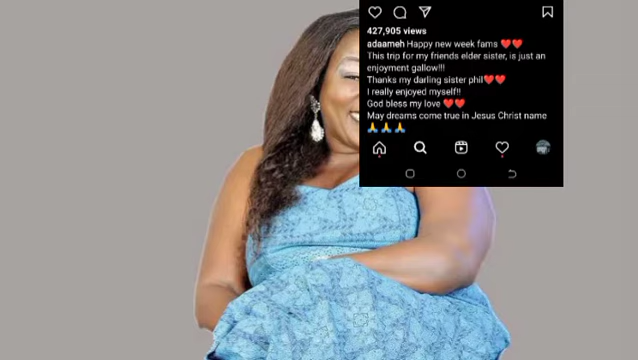 427,905 views
adaameh Happy new week fams ❤️❤️
This trip for my friends elder sister, is just an
enjoyment gallow!!!
Thanks my darling sister phil❤️❤️
I really enjoyed myself!!
God bless my love ❤️❤️
May dreams come true in Jesus Christ name
🙏🙏🙏